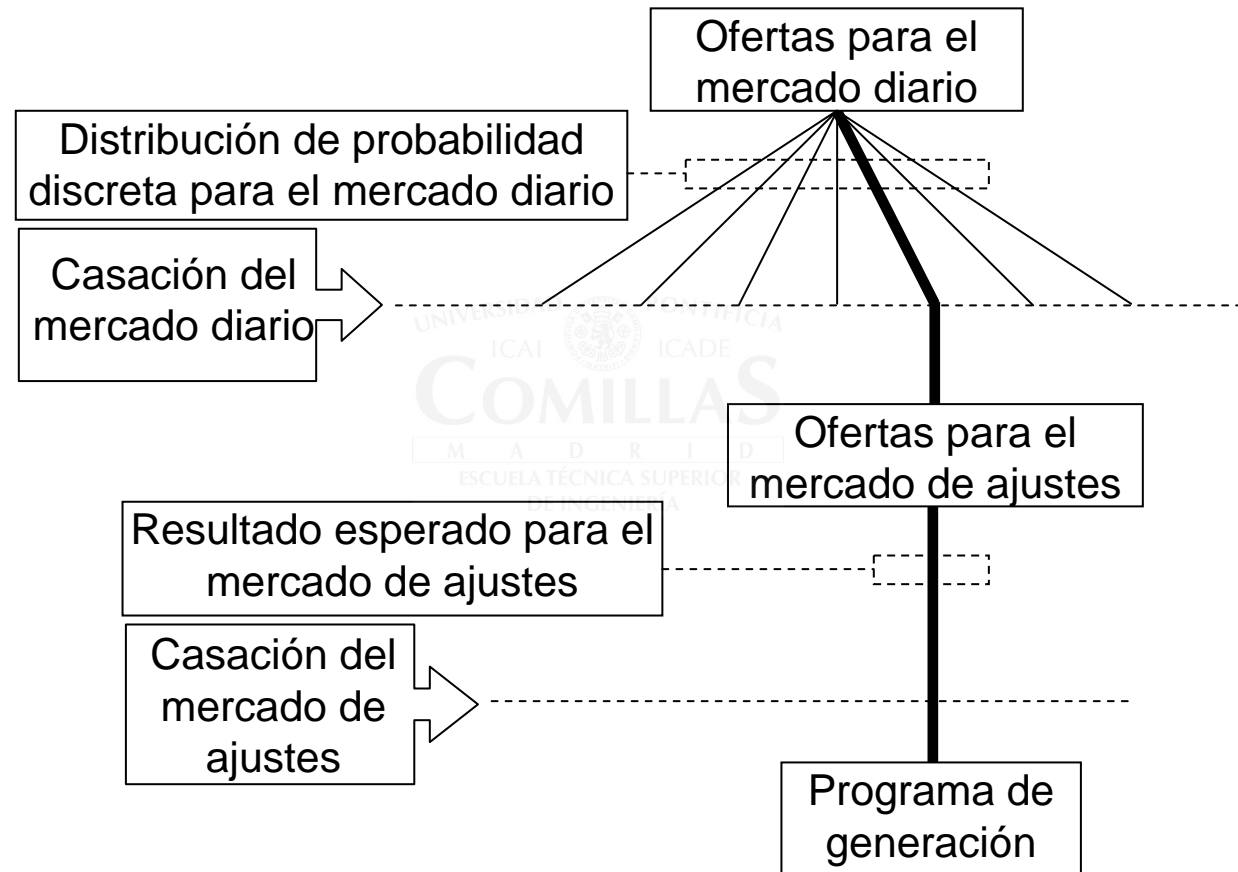 Ofertas para el
mercado diario
Distribución de probabilidad
discreta para el mercado diario
Casación del
mercado diario
UNIVERSIDAD PONTIFICIA
ICAI ICADE
COMILLAS
M A D R I D
ESCUELA TÉCNICA SUPERIOR
DE INGENIERÍA
Ofertas para el
mercado de ajustes
Resultado esperado para el
mercado de ajustes
Casación del
mercado de
ajustes
Programa de
generación